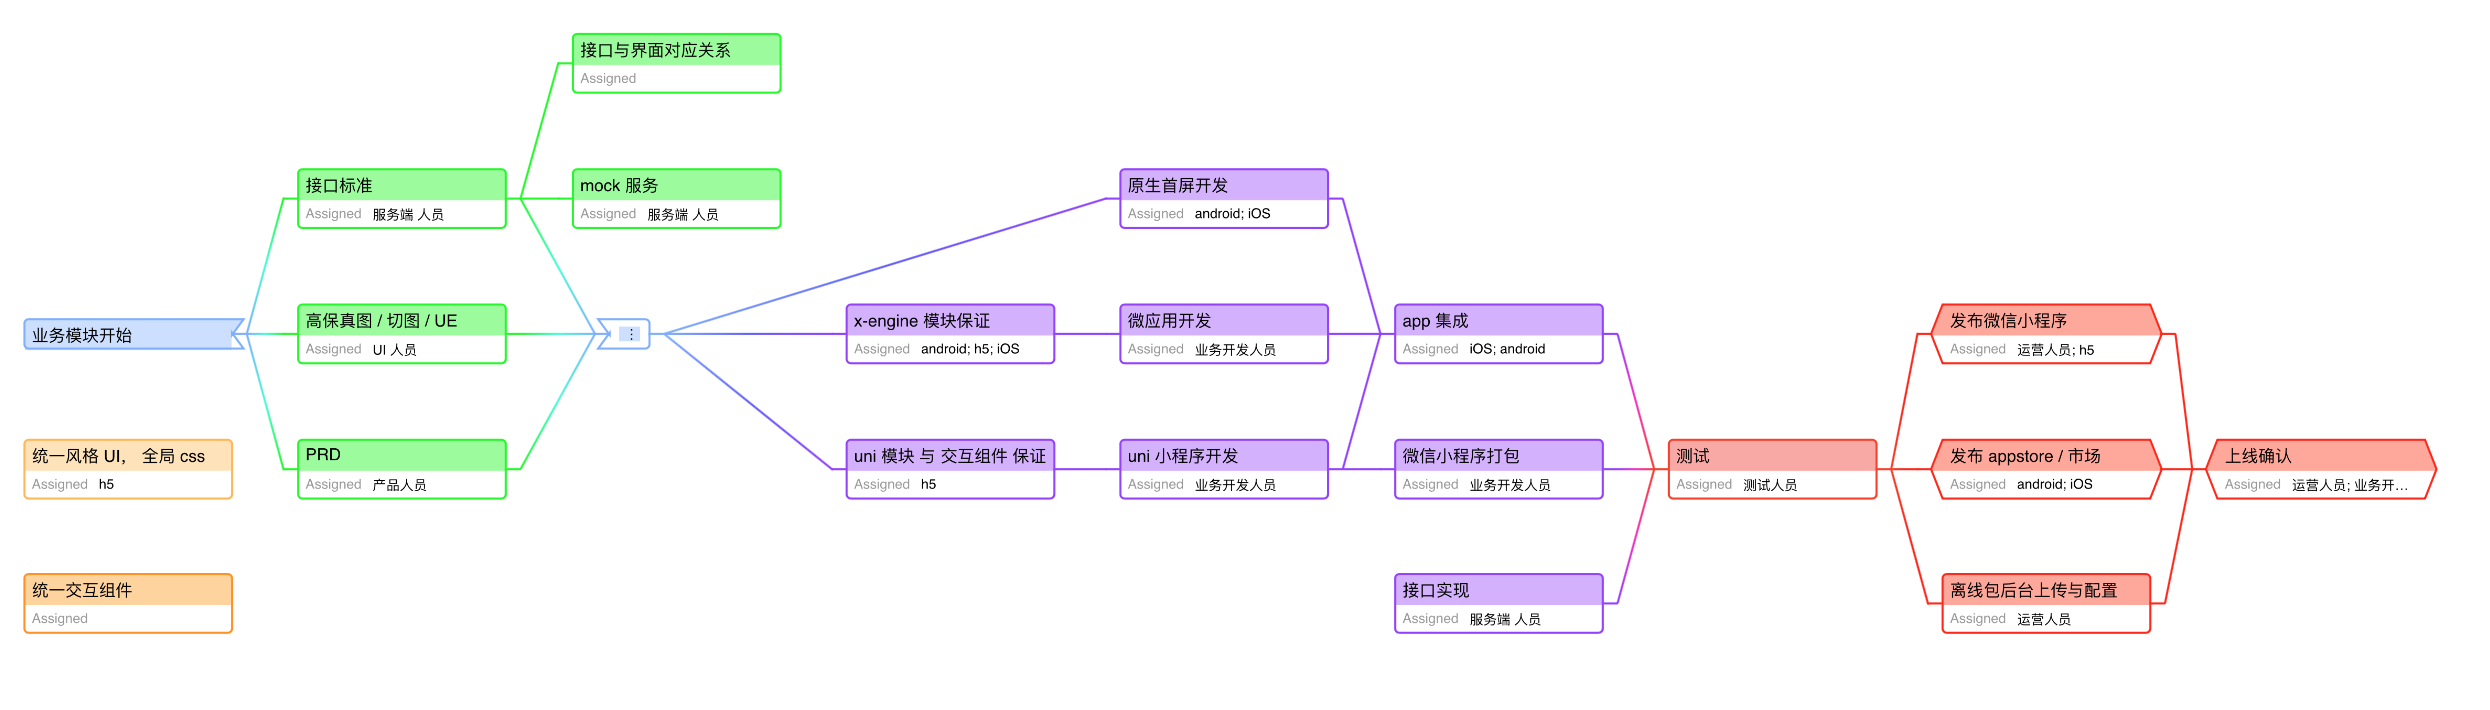 接口与界面对应关系
Assigned
接口标准
Assigned 服务端 人员
mock 服务
Assigned 服务端 人员
原生首屏开发
Assigned android; iOS
业务模块开始
高保真图 / 切图 / UE
Assigned UI 人员
⋮
x-engine 模块保证
Assigned android; h5; iOS
微应用开发
Assigned 业务开发人员
app 集成
Assigned iOS; android
发布微信小程序
Assigned 运营人员; h5
统一风格 UI， 全局 css
Assigned h5
PRD
Assigned 产品人员
uni 模块 与 交互组件 保证
Assigned h5
uni 小程序开发
Assigned 业务开发人员
微信小程序打包
Assigned 业务开发人员
测试
Assigned 测试人员
发布 appstore / 市场
Assigned android; iOS
上线确认
Assigned 运营人员; 业务开...
统一交互组件
Assigned
接口实现
Assigned 服务端 人员
离线包后台上传与配置
Assigned 运营人员